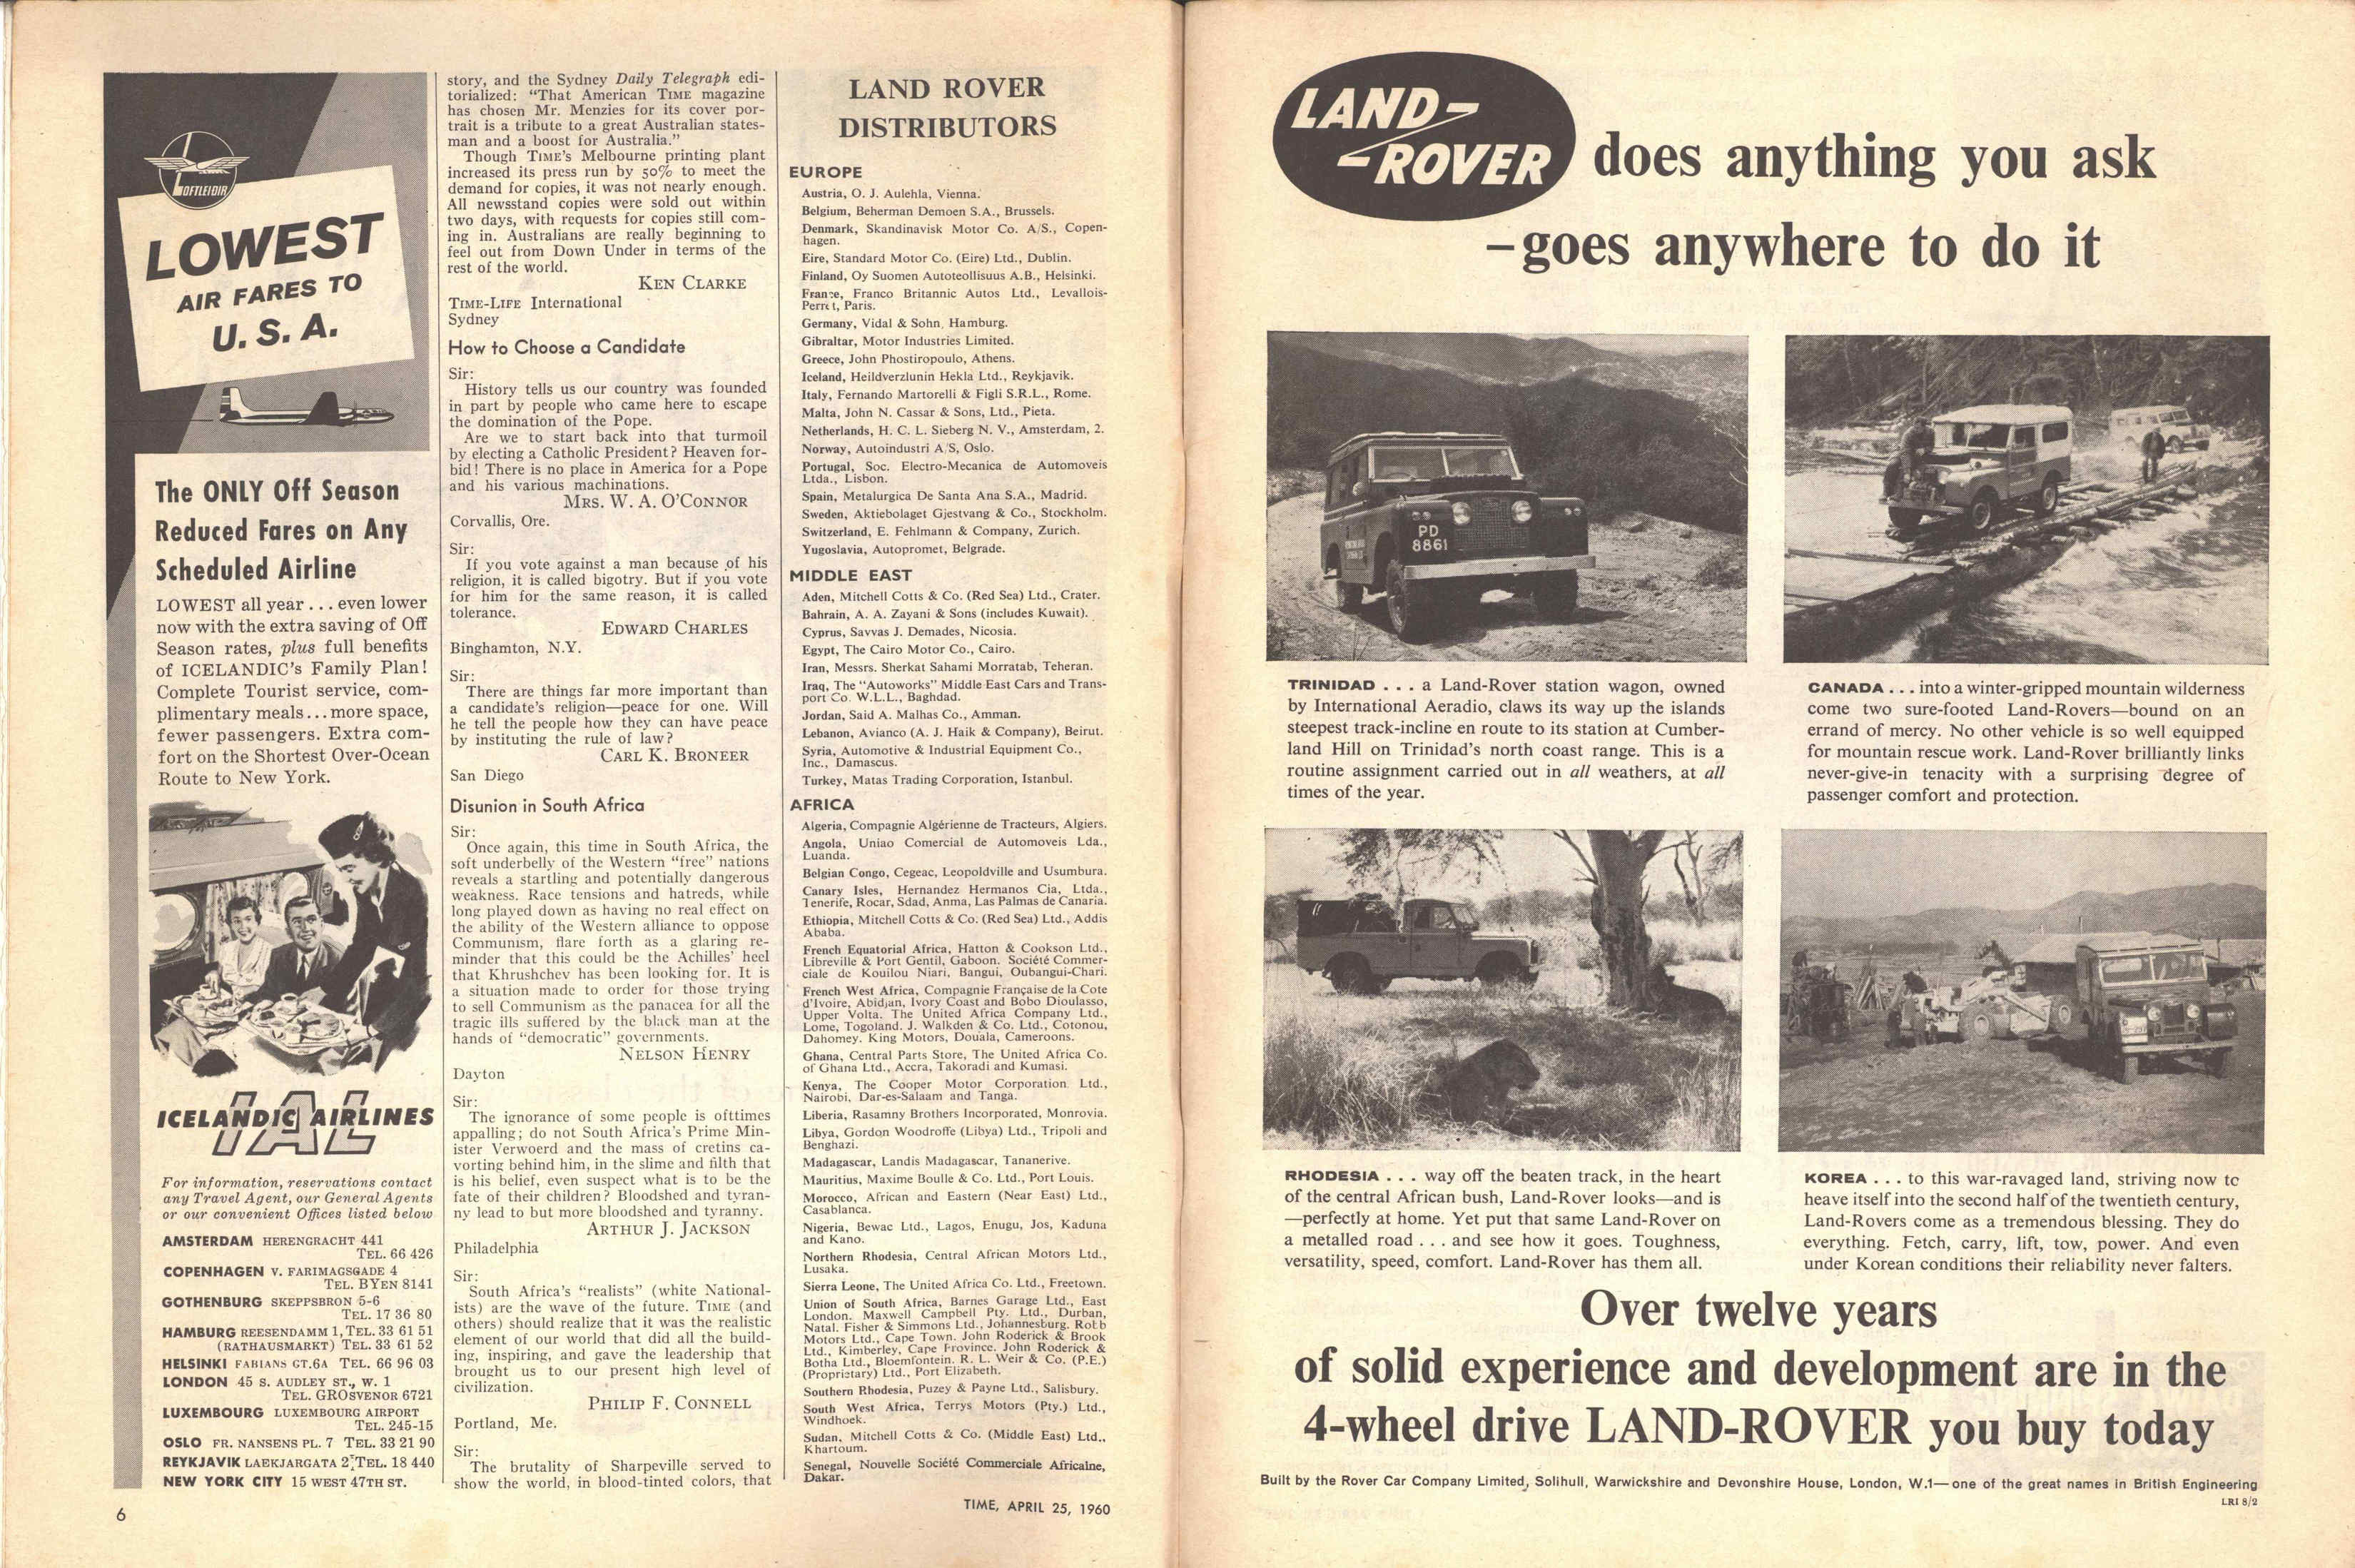 LOFTLEIDIR
LOWEST
AIR FARES TO
U. S. A.
The ONLY Off Season
Reduced Fares on Any
Scheduled Airline
LOWEST all year . . . even lower
now with the extra saving of Off
Season rates, plus full benefits
of ICELANDIC's Family Plan!
Complete Tourist service, com-
plimentary meals . . . more space,
fewer passengers. Extra com-
fort on the Shortest Over-Ocean
Route to New York.
ICELANDIC AIRLINES
IAL
For information, reservations contact
any Travel Agent, our General Agents
or our convenient Offices listed below
AMSTERDAM HERENGRACHT 441
TEL. 66 426
COPENHAGEN V. FARIMAGSGADE 4
TEL. BYEN 8141
GOTHENBURG SKEPPSBRON 5-6
TEL. 17 36 80
HAMBURG REESENDAMM 1, TEL. 33 61 51
(RATHAUSMARKT) TEL. 33 61 52
HELSINKI FABIANS GT. 6A TEL. 66 96 03
LONDON 45 S. AUDLEY ST., W. 1
TEL. GROSVENOR 6721
LUXEMBOURG LUXEMBOURG AIRPORT
TEL. 245-15
OSLO FR. NANSENS PL. 7 TEL. 33 21 90
REYKJAVIK LAEKJARGATA 2, TEL. 18 440
NEW YORK CITY 15 WEST 47TH ST.
6
story, and the Sydney Daily Telegraph edi-
torialized: "That American TIME magazine
has chosen Mr. Menzies for its cover por-
trait is a tribute to a great Australian states-
man and a boost for Australia."
Though TIME's Melbourne printing plant
increased its press run by 50% to meet the
demand for copies, it was not nearly enough.
All newsstand copies were sold out within
two days, with requests for copies still com-
ing in. Australians are really beginning to
feel out from Down Under in terms of the
rest of the world.
KEN CLARKE
TIME-LIFE International
Sydney
How to Choose a Candidate
Sir:
History tells us our country was founded
in part by people who came here to escape
the domination of the Pope.
Are we to start back into that turmoil
by electing a Catholic President? Heaven for-
bid! There is no place in America for a Pope
and his various machinations.
MRS. W. A. O'CONNOR
Corvallis, Ore.
Sir:
If you vote against a man because of his
religion, it is called bigotry. But if you vote
for him for the same reason, it is called
tolerance.
EDWARD CHARLES
Binghamton, N.Y.
Sir:
There are things far more important than
a candidate's religion—peace for one. Will
he tell the people how they can have peace
by instituting the rule of law?
CARL K. BRONEER
San Diego
Disunion in South Africa
Sir:
Once again, this time in South Africa, the
soft underbelly of the Western "free" nations
reveals a startling and potentially dangerous
weakness. Race tensions and hatreds, while
long played down as having no real effect on
the ability of the Western alliance to oppose
Communism, flare forth as a glaring re-
minder that this could be the Achilles' heel
that Khrushchev has been looking for. It is
a situation made to order for those trying
to sell Communism as the panacea for all the
tragic ills suffered by the black man at the
hands of "democratic" governments.
NELSON HENRY
Dayton
Sir:
The ignorance of some people is ofttimes
appalling; do not South Africa's Prime Min-
ister Verwoerd and the mass of cretins ca-
vorting behind him, in the slime and filth that
is his belief, even suspect what is to be the
fate of their children? Bloodshed and tyran-
ny lead to but more bloodshed and tyranny.
ARTHUR J. JACKSON
Philadelphia
Sir:
South Africa's "realists" (white National-
ists) are the wave of the future. TIME (and
others) should realize that it was the realistic
element of our world that did all the build-
ing, inspiring, and gave the leadership that
brought us to our present high level of
civilization.
PHILIP F. CONNELL
Portland, Me.
Sir:
The brutality of Sharpeville served to
show the world, in blood-tinted colors, that
LAND ROVER
DISTRIBUTORS
EUROPE
Austria, O. J. Aulehla, Vienna.
Belgium, Beherman Demoen S.A., Brussels.
Denmark, Skandinavisk Motor Co. A/S., Copen-
hagen.
Eire, Standard Motor Co. (Eire) Ltd., Dublin.
Finland, Oy Suomen Autoteollisuus A.B., Helsinki.
France, Franco Britannic Autos Ltd., Levallois-
Perret, Paris.
Germany, Vidal & Sohn, Hamburg.
Gibraltar, Motor Industries Limited.
Greece, John Phostiropoulo, Athens.
Iceland, Heildverzlunin Hekla Ltd., Reykjavik.
Italy, Fernando Martorelli & Figli S.R.L., Rome.
Malta, John N. Cassar & Sons, Ltd., Pieta.
Netherlands, H. C. L. Sieberg N. V., Amsterdam, 2.
Norway, Autoindustri A/S, Oslo.
Portugal, Soc. Electro-Mecanica de Automoveis
Ltda., Lisbon.
Spain, Metalurgica De Santa Ana S.A., Madrid.
Sweden, Aktiebolaget Gjestvang & Co., Stockholm.
Switzerland, E. Fehlmann & Company, Zurich.
Yugoslavia, Autopromet, Belgrade.
MIDDLE EAST
Aden, Mitchell Cotts & Co. (Red Sea) Ltd., Crater.
Bahrain, A. A. Zayani & Sons (includes Kuwait).
Cyprus, Savvas J. Demades, Nicosia.
Egypt, The Cairo Motor Co., Cairo.
Iran, Messrs. Sherkat Sahami Morratab, Teheran.
Iraq, The "Autoworks" Middle East Cars and Trans-
port Co. W.L.L., Baghdad.
Jordan, Said A. Malhas Co., Amman.
Lebanon, Avianco (A. J. Haik & Company), Beirut.
Syria, Automotive & Industrial Equipment Co.,
Inc., Damascus.
Turkey, Matas Trading Corporation, Istanbul.
AFRICA
Algeria, Compagnie Algérienne de Tracteurs, Algiers.
Angola, Uniao Comercial de Automoveis Lda.,
Luanda.
Belgian Congo, Cegeac, Leopoldville and Usumbura.
Canary Isles, Hernandez Hermanos Cia, Ltda.,
Tenerife, Rocar, Sdad, Anma, Las Palmas de Canaria.
Ethiopia, Mitchell Cotts & Co. (Red Sea) Ltd., Addis
Ababa.
French Equatorial Africa, Hatton & Cookson Ltd.,
Libreville & Port Gentil, Gaboon. Société Commer-
ciale de Kouilou Niari, Bangui, Oubangui-Chari.
French West Africa, Compagnie Française de la Cote
d'Ivoire, Abidjan, Ivory Coast and Bobo Dioulasso,
Upper Volta. The United Africa Company Ltd.,
Lome, Togoland. J. Walkden & Co. Ltd., Cotonou,
Dahomey. King Motors, Douala, Cameroons.
Ghana, Central Parts Store, The United Africa Co.
of Ghana Ltd., Accra, Takoradi and Kumasi.
Kenya, The Cooper Motor Corporation Ltd.,
Nairobi, Dar-es-Salaam and Tanga.
Liberia, Rasamny Brothers Incorporated, Monrovia.
Libya, Gordon Woodroffe (Libya) Ltd., Tripoli and
Benghazi.
Madagascar, Landis Madagascar, Tananerive.
Mauritius, Maxime Boulle & Co. Ltd., Port Louis.
Morocco, African and Eastern (Near East) Ltd.,
Casablanca.
Nigeria, Bewac Ltd., Lagos, Enugu, Jos, Kaduna
and Kano.
Northern Rhodesia, Central African Motors Ltd.,
Lusaka.
Sierra Leone, The United Africa Co. Ltd., Freetown.
Union of South Africa, Barnes Garage Ltd., East
London. Maxwell Campbell Pty. Ltd., Durban,
Natal. Fisher & Simmons Ltd., Johannesburg. Robb
Motors Ltd., Cape Town. John Roderick & Brook
Ltd., Kimberley, Cape Province. John Roderick &
Botha Ltd., Bloemfontein. R. L. Weir & Co. (P.E.)
(Proprietary) Ltd., Port Elizabeth.
Southern Rhodesia, Puzey & Payne Ltd., Salisbury.
South West Africa, Terrys Motors (Pty.) Ltd.,
Windhoek.
Sudan, Mitchell Cotts & Co. (Middle East) Ltd.,
Khartoum.
Senegal, Nouvelle Société Commerciale Africaine,
Dakar.
TIME, APRIL 25, 1960
LAND-
-ROVER
does anything you ask
–goes anywhere to do it
PD
8861
TRINIDAD . . . a Land-Rover station wagon, owned
by International Aeradio, claws its way up the islands
steepest track-incline en route to its station at Cumber-
land Hill on Trinidad's north coast range. This is a
routine assignment carried out in all weathers, at all
times of the year.
CANADA . . . into a winter-gripped mountain wilderness
come two sure-footed Land-Rovers—bound on an
errand of mercy. No other vehicle is so well equipped
for mountain rescue work. Land-Rover brilliantly links
never-give-in tenacity with a surprising degree of
passenger comfort and protection.
RHODESIA . . . way off the beaten track, in the heart
of the central African bush, Land-Rover looks—and is
—perfectly at home. Yet put that same Land-Rover on
a metalled road . . . and see how it goes. Toughness,
versatility, speed, comfort. Land-Rover has them all.
KOREA . . . to this war-ravaged land, striving now to
heave itself into the second half of the twentieth century,
Land-Rovers come as a tremendous blessing. They do
everything. Fetch, carry, lift, tow, power. And even
under Korean conditions their reliability never falters.
Over twelve years
of solid experience and development are in the
4-wheel drive LAND-ROVER you buy today
Built by the Rover Car Company Limited, Solihull, Warwickshire and Devonshire House, London, W.1—one of the great names in British Engineering
LRI 8/2